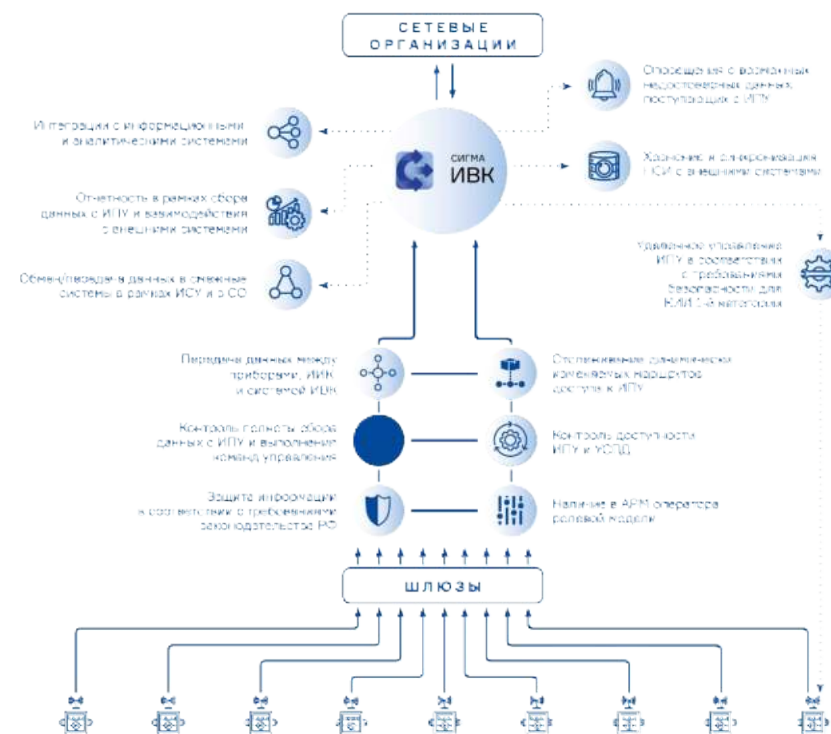 СЕТЕВЫЕ
ОРГАНИЗАЦИИ
Оповещения о возможных
недостоверных данных,
поступающих с ИПУ
Интеграции с информационными
и аналитическими системами
СИГМА
ИВК
Хранение и синхронизация
НСИ с внешними системами
Отчетность в рамках сбора
данных с ИПУ и взаимодействия
с внешними системами
Удаленное управление
ИПУ в соответствии
с требованиями
безопасности для
КИИ категории
Обмен/передача данных в смежные
системы в рамках ИСУ и в СО
Передача данных между
приборами, ИИК
и системой ИВК
Отслеживание динамически
изменяемых маршрутов
доступа к ИПУ
Контроль полноты сбора
данных с ИПУ и выполнения
команд управления
Контроль доступности
ИПУ и УСПД
Защита информации
в соответствии с требованиями
законодательства РФ
Наличие в АРМ оператора
ролевой модели
ШЛЮЗЫ